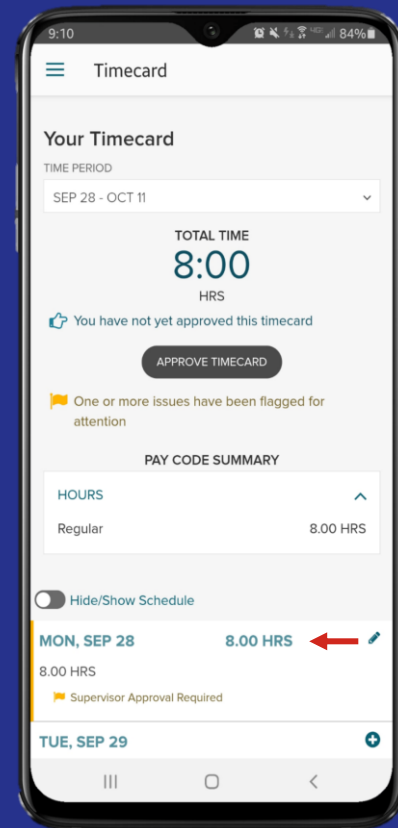 9:10
84%
Timecard
Your Timecard
TIME PERIOD
SEP 28 - OCT 11
TOTAL TIME
8:00
HRS
You have not yet approved this timecard
APPROVE TIMECARD
One or more issues have been flagged for
attention
PAY CODE SUMMARY
HOURS
Regular 8.00 HRS
Hide/Show Schedule
MON, SEP 28 8.00 HRS
8.00 HRS
Supervisor Approval Required
TUE, SEP 29